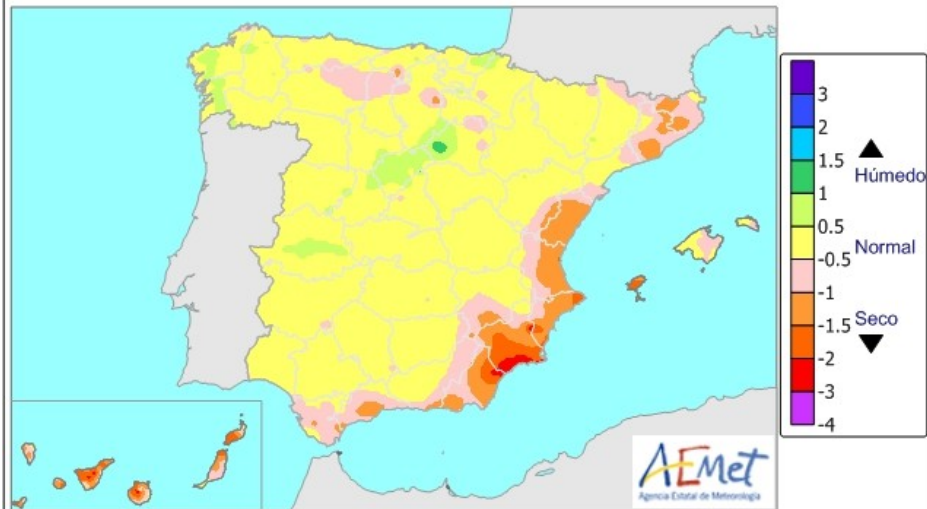 3
2
1.5
Húmedo
1
0.5
Normal
-0.5
-1
Seco
-1.5
-2
-3
-4
AEMet
Agencia Estatal de Meteorología